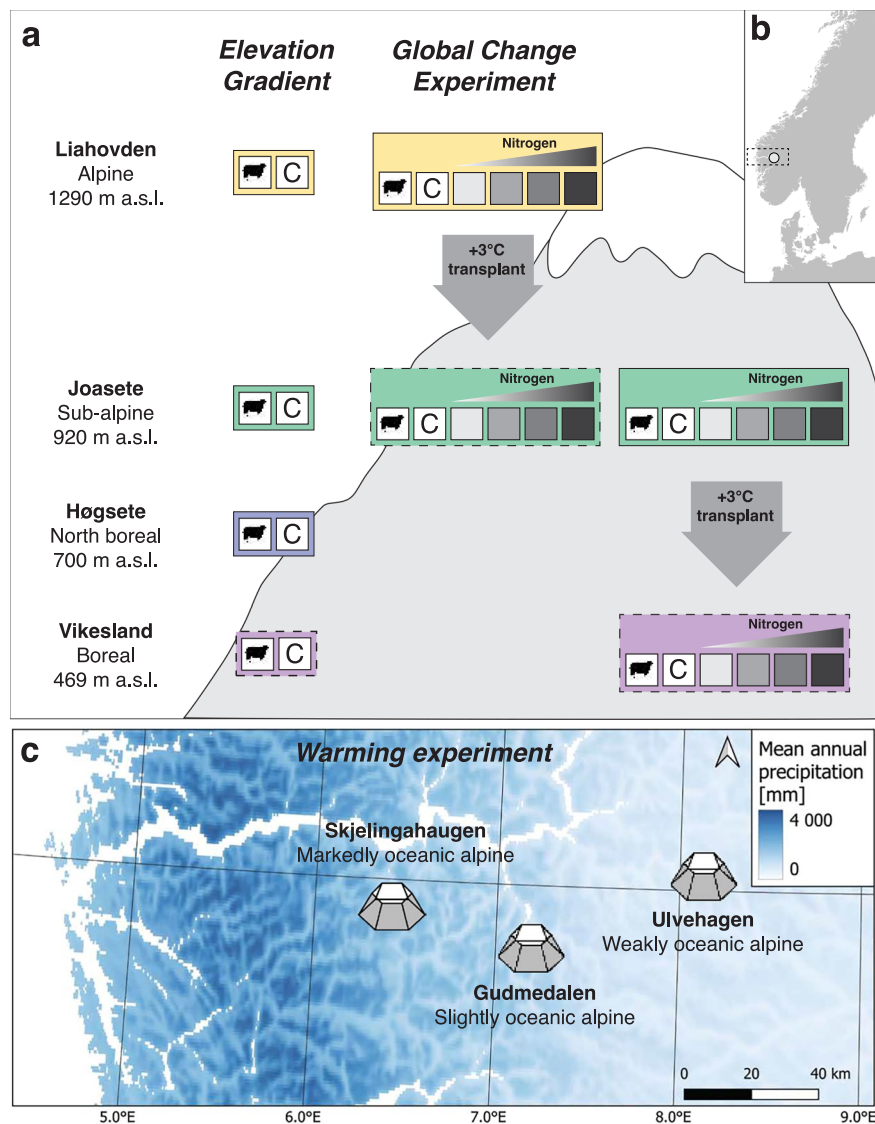 a
Elevation
Gradient
Global Change
Experiment
b
Liahovden
Alpine
1290 m a.s.l.
C
Nitrogen
C
+3°C
transplant
Joasete
Sub-alpine
920 m a.s.l.
C
Nitrogen
C
Nitrogen
C
Høgsete
North boreal
700 m a.s.l.
C
+3°C
transplant
Vikesland
Boreal
469 m a.s.l.
C
Nitrogen
C
c
Warming experiment
Mean annual
precipitation
[mm]
4 000
0
Skjelingahaugen
Markedly oceanic alpine
Ulvehagen
Weakly oceanic alpine
Gudmedalen
Slightly oceanic alpine
0 20 40 km
5.0°E 6.0°E 7.0°E 8.0°E 9.0°E